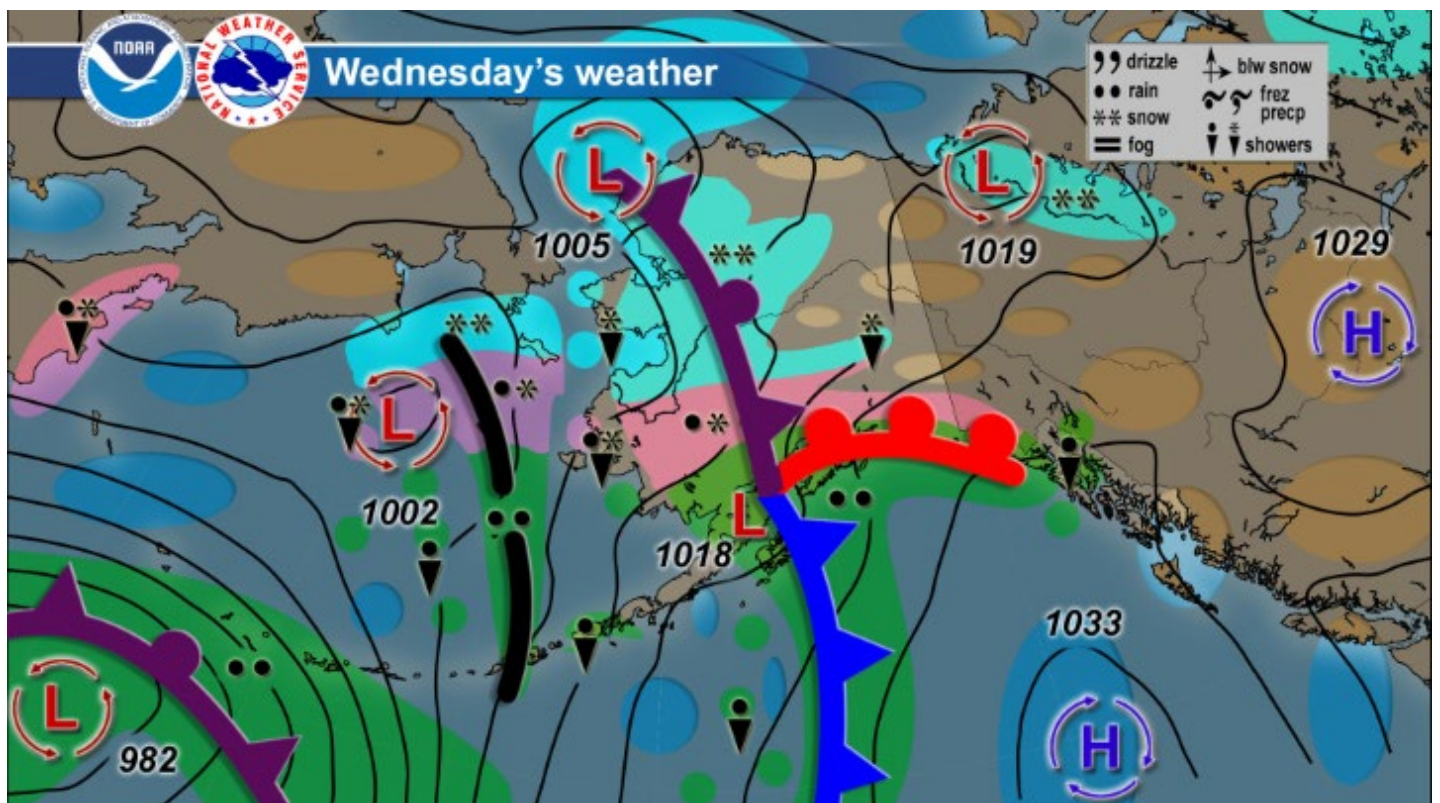 NOAA
NATIONAL WEATHER SERVICE
Wednesday's weather
drizzle
blw snow
rain
frez
precp
snow
fog
showers
L
1005
L
1019
1029
H
L
1002
L
1018
1033
H
L
982